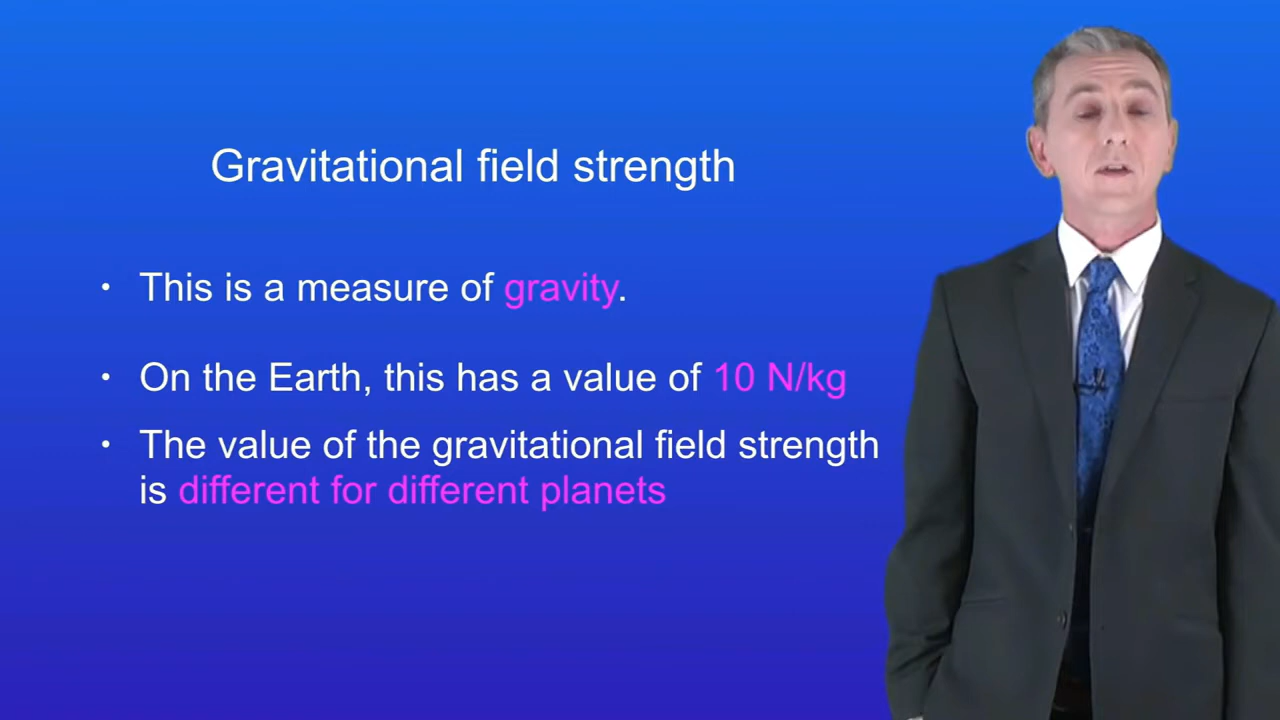 Gravitational field strength
• This is a measure of gravity.
• On the Earth, this has a value of 10 N/kg
• The value of the gravitational field strength
is different for different planets